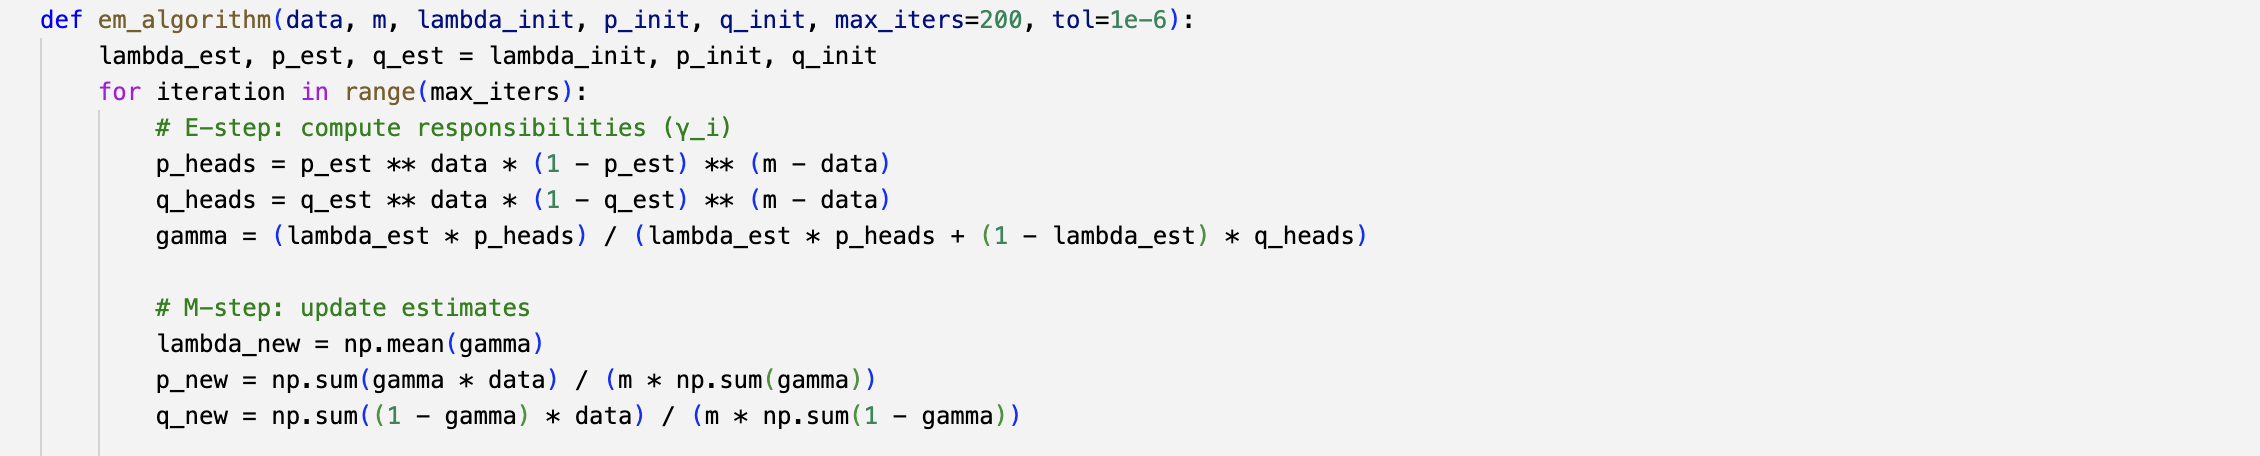 def em_algorithm(data, m, lambda_init, p_init, q_init, max_iters=200, tol=1e-6):
    lambda_est, p_est, q_est = lambda_init, p_init, q_init
    for iteration in range(max_iters):
        # E-step: compute responsibilities (γ_i)
        p_heads = p_est ** data * (1 - p_est) ** (m - data)
        q_heads = q_est ** data * (1 - q_est) ** (m - data)
        gamma = (lambda_est * p_heads) / (lambda_est * p_heads + (1 - lambda_est) * q_heads)

        # M-step: update estimates
        lambda_new = np.mean(gamma)
        p_new = np.sum(gamma * data) / (m * np.sum(gamma))
        q_new = np.sum((1 - gamma) * data) / (m * np.sum(1 - gamma))